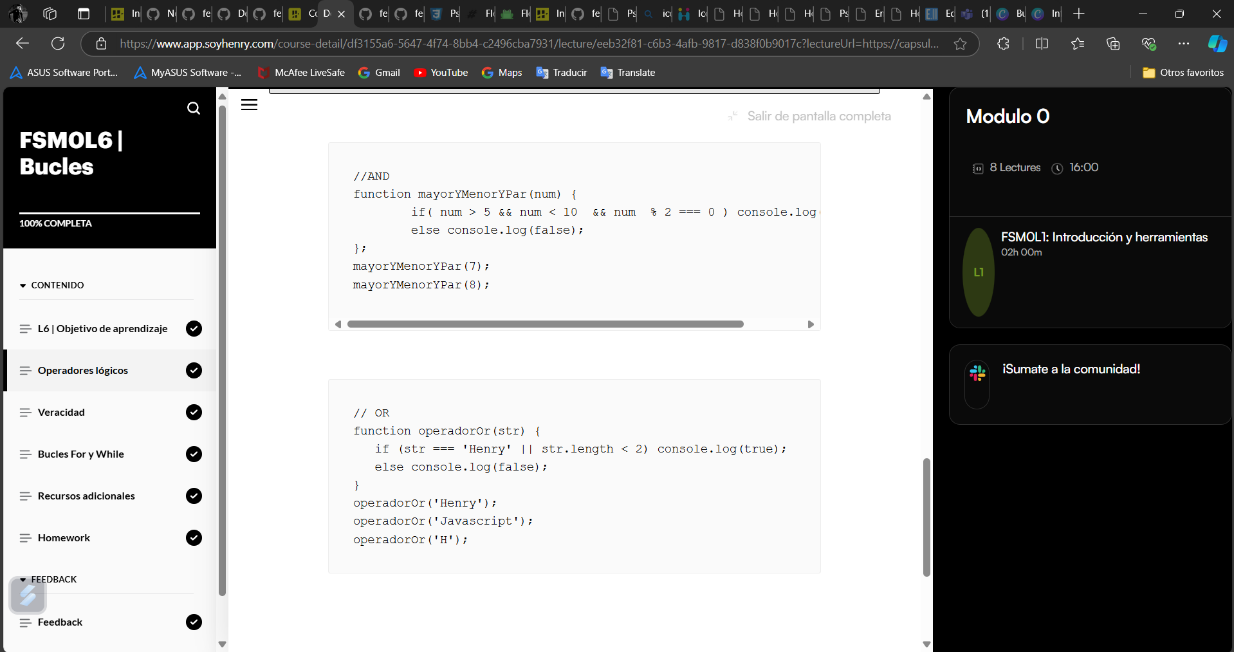 https://www.app.soyhenry.com/course-detail/df3155a6-5647-4f74-8bb4-c2496cba7931/lecture/eeb32f81-c6b3-4afb-9817-d838f0b9017c?lectureUrl=https://capsul...
ASUS Software Port...
MyASUS Software -...
McAfee LiveSafe
Gmail
YouTube
Maps
Traducir
Translate
Otros favoritos
FSM0L6 |
Bucles
100% COMPLETA
CONTENIDO
L6 | Objetivo de aprendizaje
Operadores lógicos
Veracidad
Bucles For y While
Recursos adicionales
Homework
FEEDBACK
Feedback
Salir de pantalla completa
//AND
function mayorYMenorYPar(num) {
if( num > 5 && num < 10  && num  % 2 === 0 ) console.log(
else console.log(false);
};
mayorYMenorYPar(7);
mayorYMenorYPar(8);
// OR
function operadorOr(str) {
if (str === 'Henry' || str.length < 2) console.log(true);
else console.log(false);
}
operadorOr('Henry');
operadorOr('Javascript');
operadorOr('H');
Modulo 0
8 Lectures
16:00
L1
FSM0L1: Introducción y herramientas
02h 00m
¡Sumate a la comunidad!